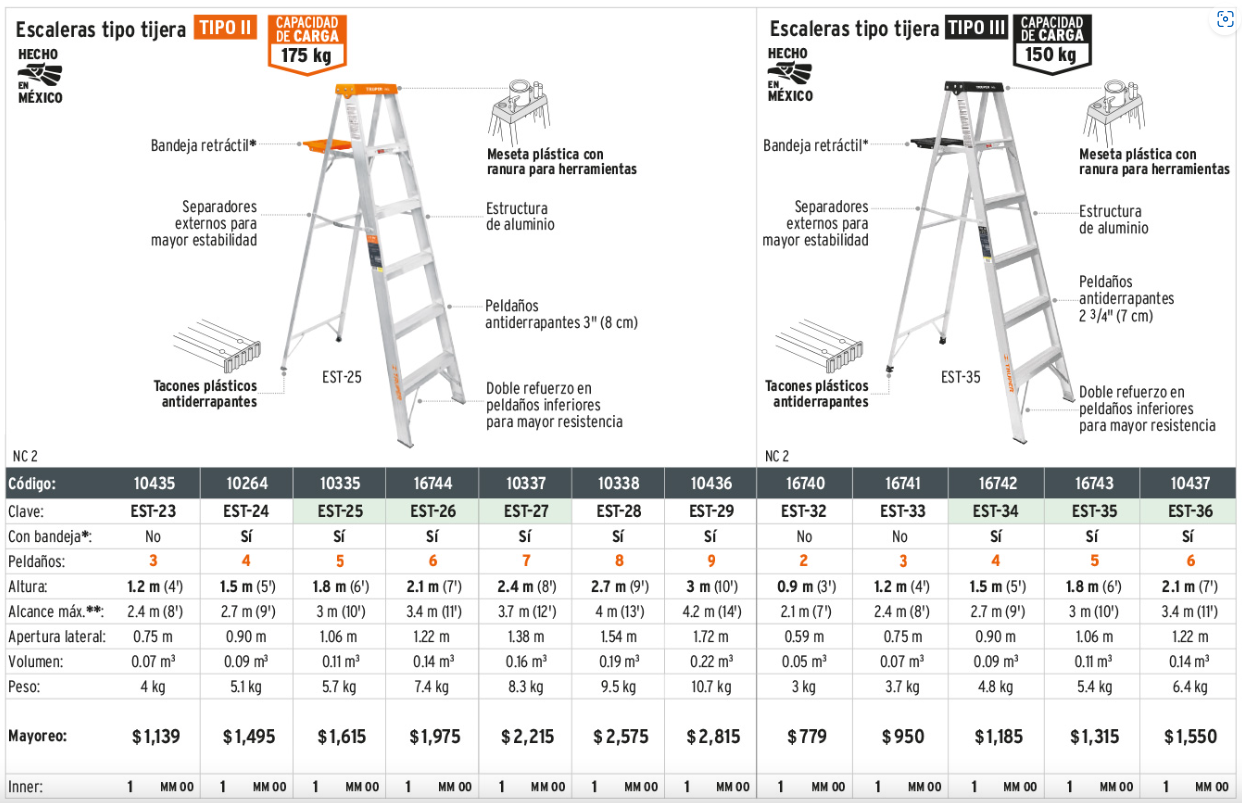 Escaleras tipo tijera TIPO II
CAPACIDAD
DE CARGA
175 kg
HECHO
EN
MÉXICO
Bandeja retráctil*
Separadores
externos para
mayor estabilidad
Tacones plásticos
antiderrapantes
Meseta plástica con
ranura para herramientas
Estructura
de aluminio
Peldaños
antiderrapantes 3" (8 cm)
Doble refuerzo en
peldaños inferiores
para mayor resistencia
TRUPER
TRUPER
EST-25
NC 2
Escaleras tipo tijera TIPO III
CAPACIDAD
DE CARGA
150 kg
HECHO
EN
MÉXICO
Bandeja retráctil*
Separadores
externos para
mayor estabilidad
Tacones plásticos
antiderrapantes
Meseta plástica con
ranura para herramientas
Estructura
de aluminio
Peldaños
antiderrapantes
2 3/4" (7 cm)
Doble refuerzo en
peldaños inferiores
para mayor resistencia
TRUPER
TRUPER
EST-35
NC 2
Código: 10435 10264 10335 16744 10337 10338 10436 16740 16741 16742 16743 10437
Clave: EST-23 EST-24 EST-25 EST-26 EST-27 EST-28 EST-29 EST-32 EST-33 EST-34 EST-35 EST-36
Con bandeja*: No Sí Sí Sí Sí Sí Sí No No Sí Sí Sí
Peldaños: 3 4 5 6 7 8 9 2 3 4 5 6
Altura: 1.2 m (4') 1.5 m (5') 1.8 m (6') 2.1 m (7') 2.4 m (8') 2.7 m (9') 3 m (10') 0.9 m (3') 1.2 m (4') 1.5 m (5') 1.8 m (6') 2.1 m (7')
Alcance máx.**: 2.4 m (8') 2.7 m (9') 3 m (10') 3.4 m (11') 3.7 m (12') 4 m (13') 4.2 m (14') 2.1 m (7') 2.4 m (8') 2.7 m (9') 3 m (10') 3.4 m (11')
Apertura lateral: 0.75 m 0.90 m 1.06 m 1.22 m 1.38 m 1.54 m 1.72 m 0.59 m 0.75 m 0.90 m 1.06 m 1.22 m
Volumen: 0.07 m³ 0.09 m³ 0.11 m³ 0.14 m³ 0.16 m³ 0.19 m³ 0.22 m³ 0.05 m³ 0.07 m³ 0.09 m³ 0.11 m³ 0.14 m³
Peso: 4 kg 5.1 kg 5.7 kg 7.4 kg 8.3 kg 9.5 kg 10.7 kg 3 kg 3.7 kg 4.8 kg 5.4 kg 6.4 kg
Mayoreo: $1,139 $1,495 $1,615 $1,975 $2,215 $2,575 $2,815 $779 $950 $1,185 $1,315 $1,550
Inner: 1 MM 00 1 MM 00 1 MM 00 1 MM 00 1 MM 00 1 MM 00 1 MM 00 1 MM 00 1 MM 00 1 MM 00 1 MM 00 1 MM 00